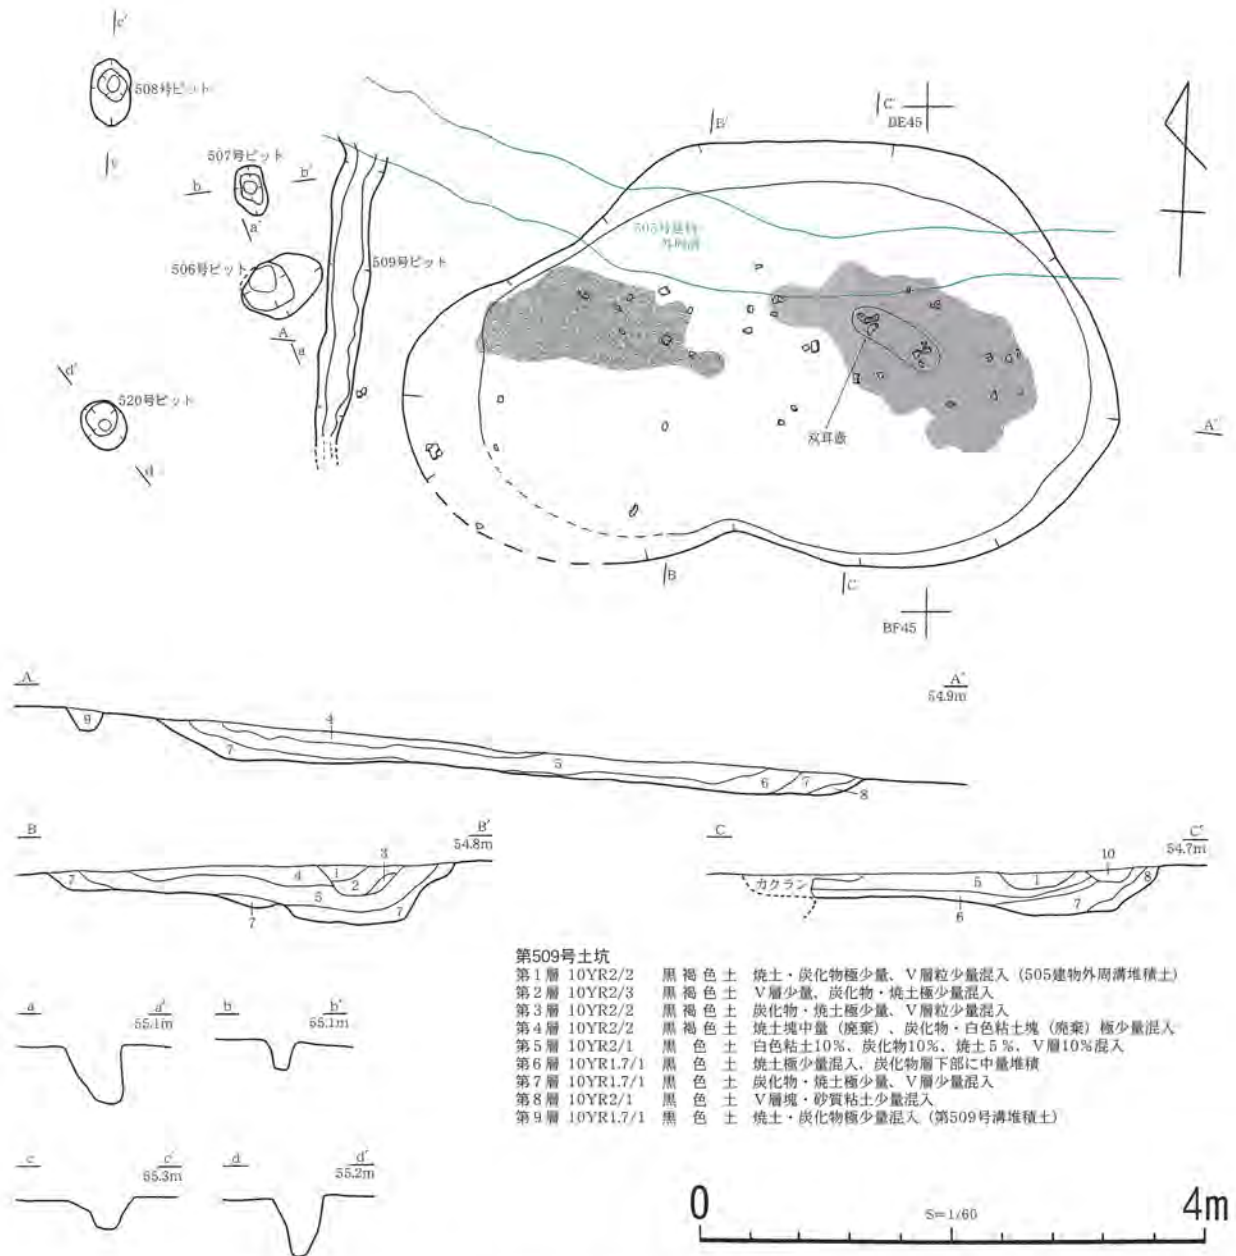 c'
508号ピット
c
507号ピット
b
b'
a'
506号ピット
509号ピット
A
a
d'
520号ピット
d
B'
C'
DE45
505号建物
外周溝
双耳壺
A'
B
C
BF45
A
A'
54.9m
9
4
7
5
6
7
8
B
B'
54.8m
3
7
4
1
2
5
7
7
C
C'
54.7m
10
カクラン
5
1
8
7
6
第509号土坑
第1層 10YR2/2 黒褐色土 焼土・炭化物極少量、Ⅴ層粒少量混入（505建物外周溝堆積土）
第2層 10YR2/3 黒褐色土 Ⅴ層少量、炭化物・焼土極少量混入
第3層 10YR2/2 黒褐色土 炭化物・焼土極少量、Ⅴ層粒少量混入
第4層 10YR2/2 黒褐色土 焼土塊中量（廃棄）、炭化物・白色粘土塊（廃棄）極少量混入
第5層 10YR2/1 黒色土 白色粘土10％、炭化物10％、焼土5％、Ⅴ層10％混入
第6層 10YR1.7/1 黒色土 焼土極少量混入、炭化物層下部に中量堆積
第7層 10YR1.7/1 黒色土 炭化物・焼土極少量、Ⅴ層少量混入
第8層 10YR2/1 黒色土 Ⅴ層塊・砂質粘土少量混入
第9層 10YR1.7/1 黒色土 焼土・炭化物極少量混入（第509号溝堆積土）
a
a'
55.1m
b
b'
55.1m
c
c'
55.3m
d
d'
55.2m
0
S=1/60
4m